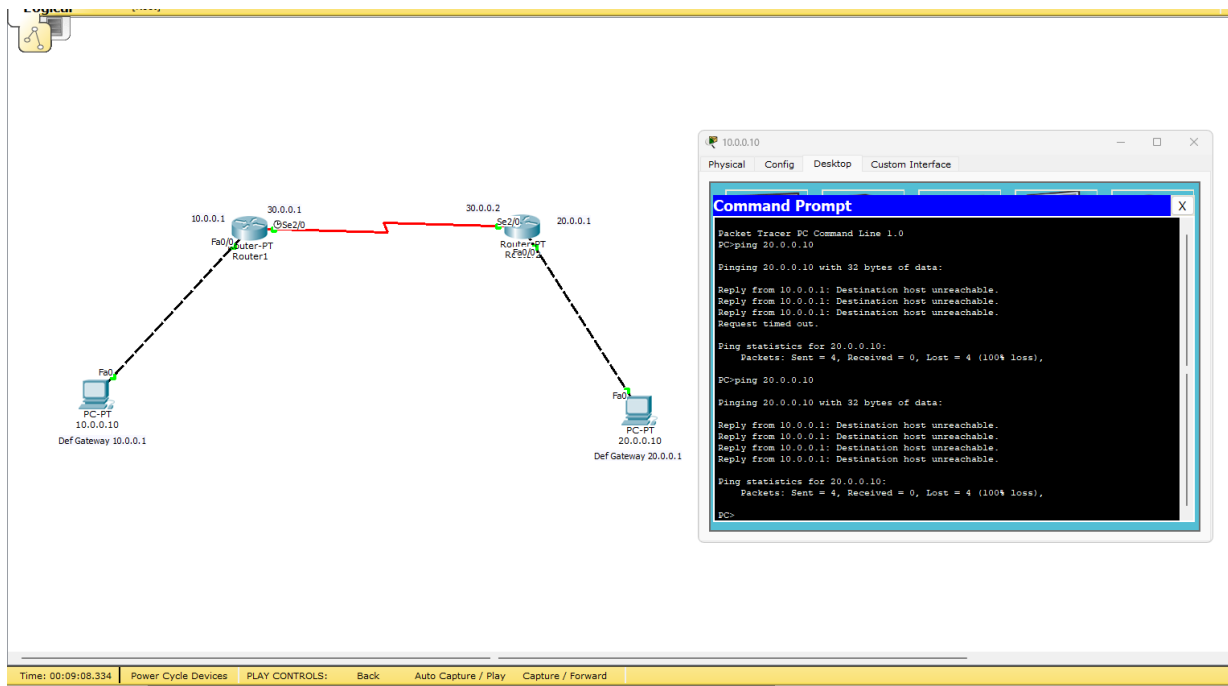 Logical
[Root]
10.0.0.1
30.0.0.1
Se2/0
Fa0/0
Router-PT
Router1
30.0.0.2
Se2/0
20.0.0.1
Router-PT
Fa0/0
Fa0
PC-PT
10.0.0.10
Def Gateway 10.0.0.1
Fa0
PC-PT
20.0.0.10
Def Gateway 20.0.0.1
10.0.0.10
Physical Config Desktop Custom Interface
Command Prompt X
Packet Tracer PC Command Line 1.0
PC>ping 20.0.0.10
Pinging 20.0.0.10 with 32 bytes of data:
Reply from 10.0.0.1: Destination host unreachable.
Reply from 10.0.0.1: Destination host unreachable.
Reply from 10.0.0.1: Destination host unreachable.
Request timed out.
Ping statistics for 20.0.0.10:
Packets: Sent = 4, Received = 0, Lost = 4 (100% loss),
PC>ping 20.0.0.10
Pinging 20.0.0.10 with 32 bytes of data:
Reply from 10.0.0.1: Destination host unreachable.
Reply from 10.0.0.1: Destination host unreachable.
Reply from 10.0.0.1: Destination host unreachable.
Reply from 10.0.0.1: Destination host unreachable.
Ping statistics for 20.0.0.10:
Packets: Sent = 4, Received = 0, Lost = 4 (100% loss),
PC>
Time: 00:09:08.334 Power Cycle Devices PLAY CONTROLS: Back Auto Capture / Play Capture / Forward